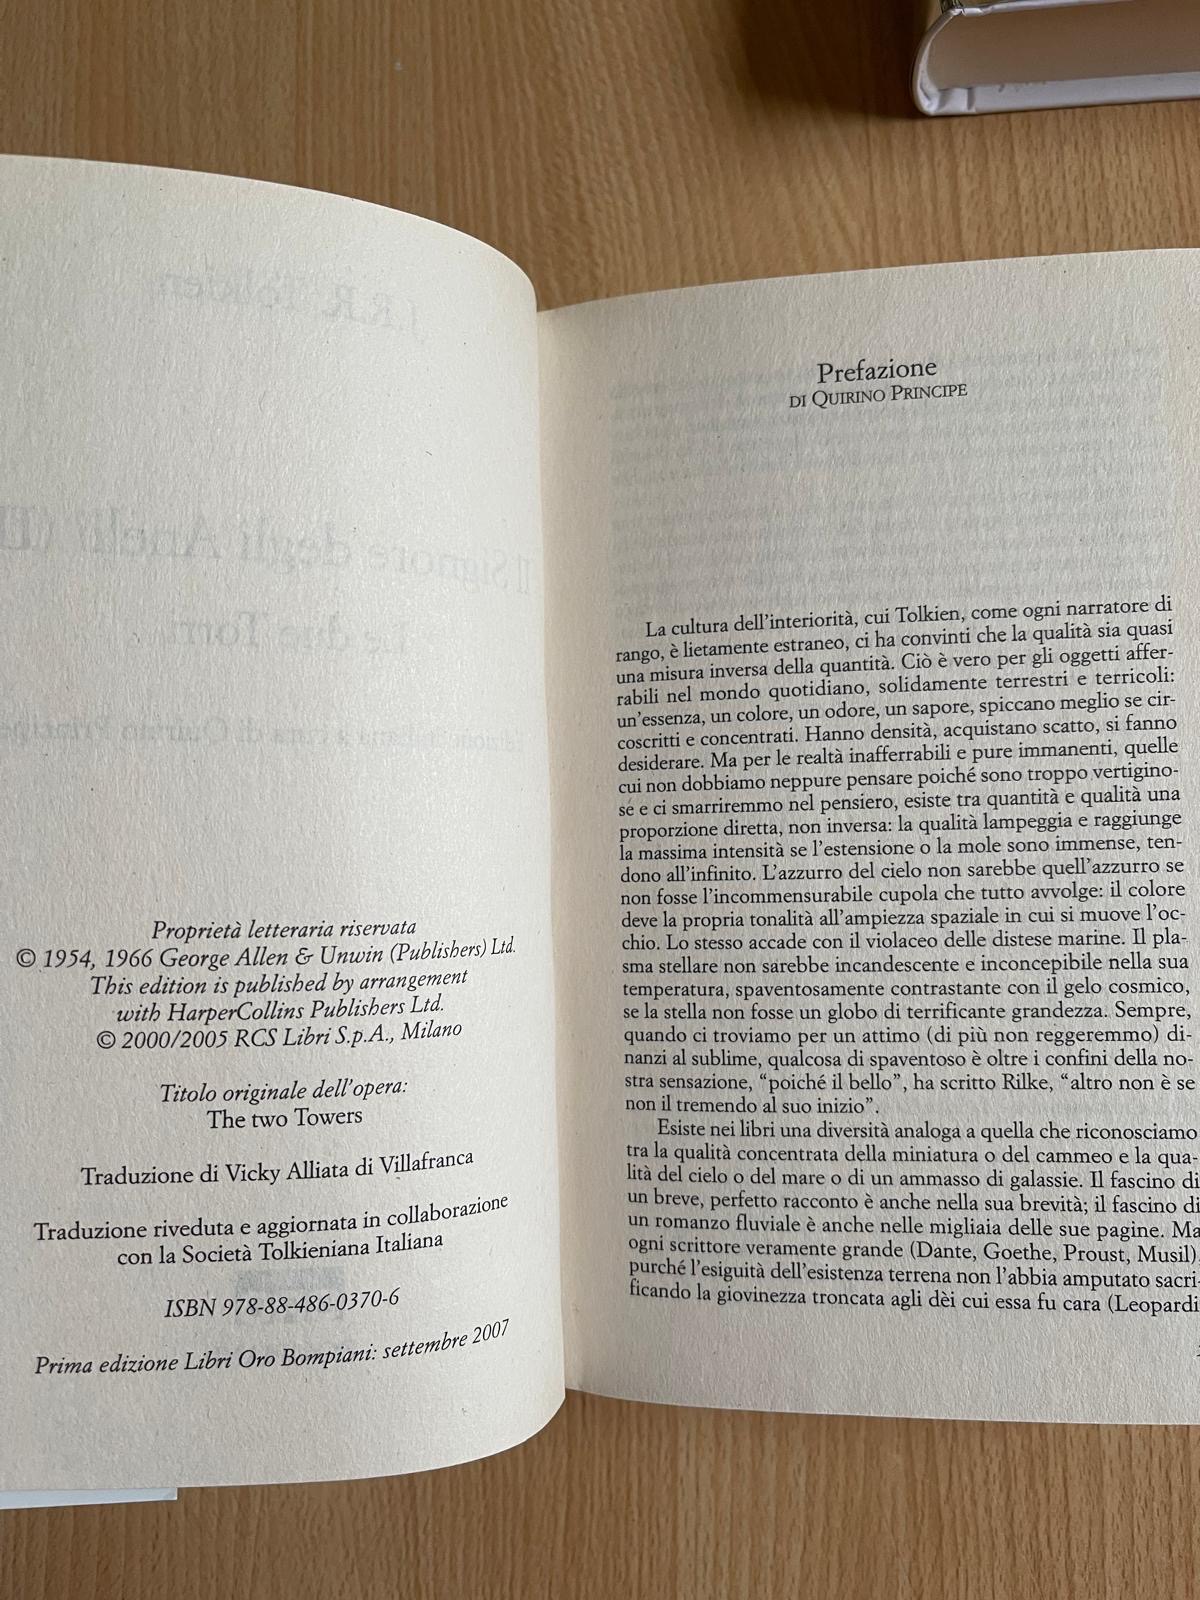 Proprietà letteraria riservata
© 1954, 1966 George Allen & Unwin (Publishers) Ltd.
This edition is published by arrangement
with HarperCollins Publishers Ltd.
© 2000/2005 RCS Libri S.p.A., Milano
Titolo originale dell'opera:
The two Towers
Traduzione di Vicky Alliata di Villafranca
Traduzione riveduta e aggiornata in collaborazione
con la Società Tolkieniana Italiana
ISBN 978-88-486-0370-6
Prima edizione Libri Oro Bompiani: settembre 2007
Prefazione
DI QUIRINO PRINCIPE
La cultura dell'interiorità, cui Tolkien, come ogni narratore di
rango, è lietamente estraneo, ci ha convinti che la qualità sia quasi
una misura inversa della quantità. Ciò è vero per gli oggetti affer-
rabili nel mondo quotidiano, solidamente terrestri e terricoli:
un'essenza, un colore, un odore, un sapore, spiccano meglio se cir-
coscritti e concentrati. Hanno densità, acquistano scatto, si fanno
desiderare. Ma per le realtà inafferrabili e pure immanenti, quelle
cui non dobbiamo neppure pensare poiché sono troppo vertigino-
se e ci smarriremmo nel pensiero, esiste tra quantità e qualità una
proporzione diretta, non inversa: la qualità lampeggia e raggiunge
la massima intensità se l'estensione o la mole sono immense, ten-
dono all'infinito. L'azzurro del cielo non sarebbe quell'azzurro se
non fosse l'incommensurabile cupola che tutto avvolge: il colore
deve la propria tonalità all'ampiezza spaziale in cui si muove l'oc-
chio. Lo stesso accade con il violaceo delle distese marine. Il pla-
sma stellare non sarebbe incandescente e inconcepibile nella sua
temperatura, spaventosamente contrastante con il gelo cosmico,
se la stella non fosse un globo di terrificante grandezza. Sempre,
quando ci troviamo per un attimo (di più non reggeremmo) di-
nanzi al sublime, qualcosa di spaventoso è oltre i confini della no-
stra sensazione, "poiché il bello", ha scritto Rilke, "altro non è se
non il tremendo al suo inizio".
Esiste nei libri una diversità analoga a quella che riconosciamo
tra la qualità concentrata della miniatura o del cammeo e la qua-
lità del cielo o del mare o di un ammasso di galassie. Il fascino di
un breve, perfetto racconto è anche nella sua brevità; il fascino di
un romanzo fluviale è anche nelle migliaia delle sue pagine. Ma
ogni scrittore veramente grande (Dante, Goethe, Proust, Musil),
purché l'esiguità dell'esistenza terrena non l'abbia amputato sacri-
ficando la giovinezza troncata agli dèi cui essa fu cara (Leopardi